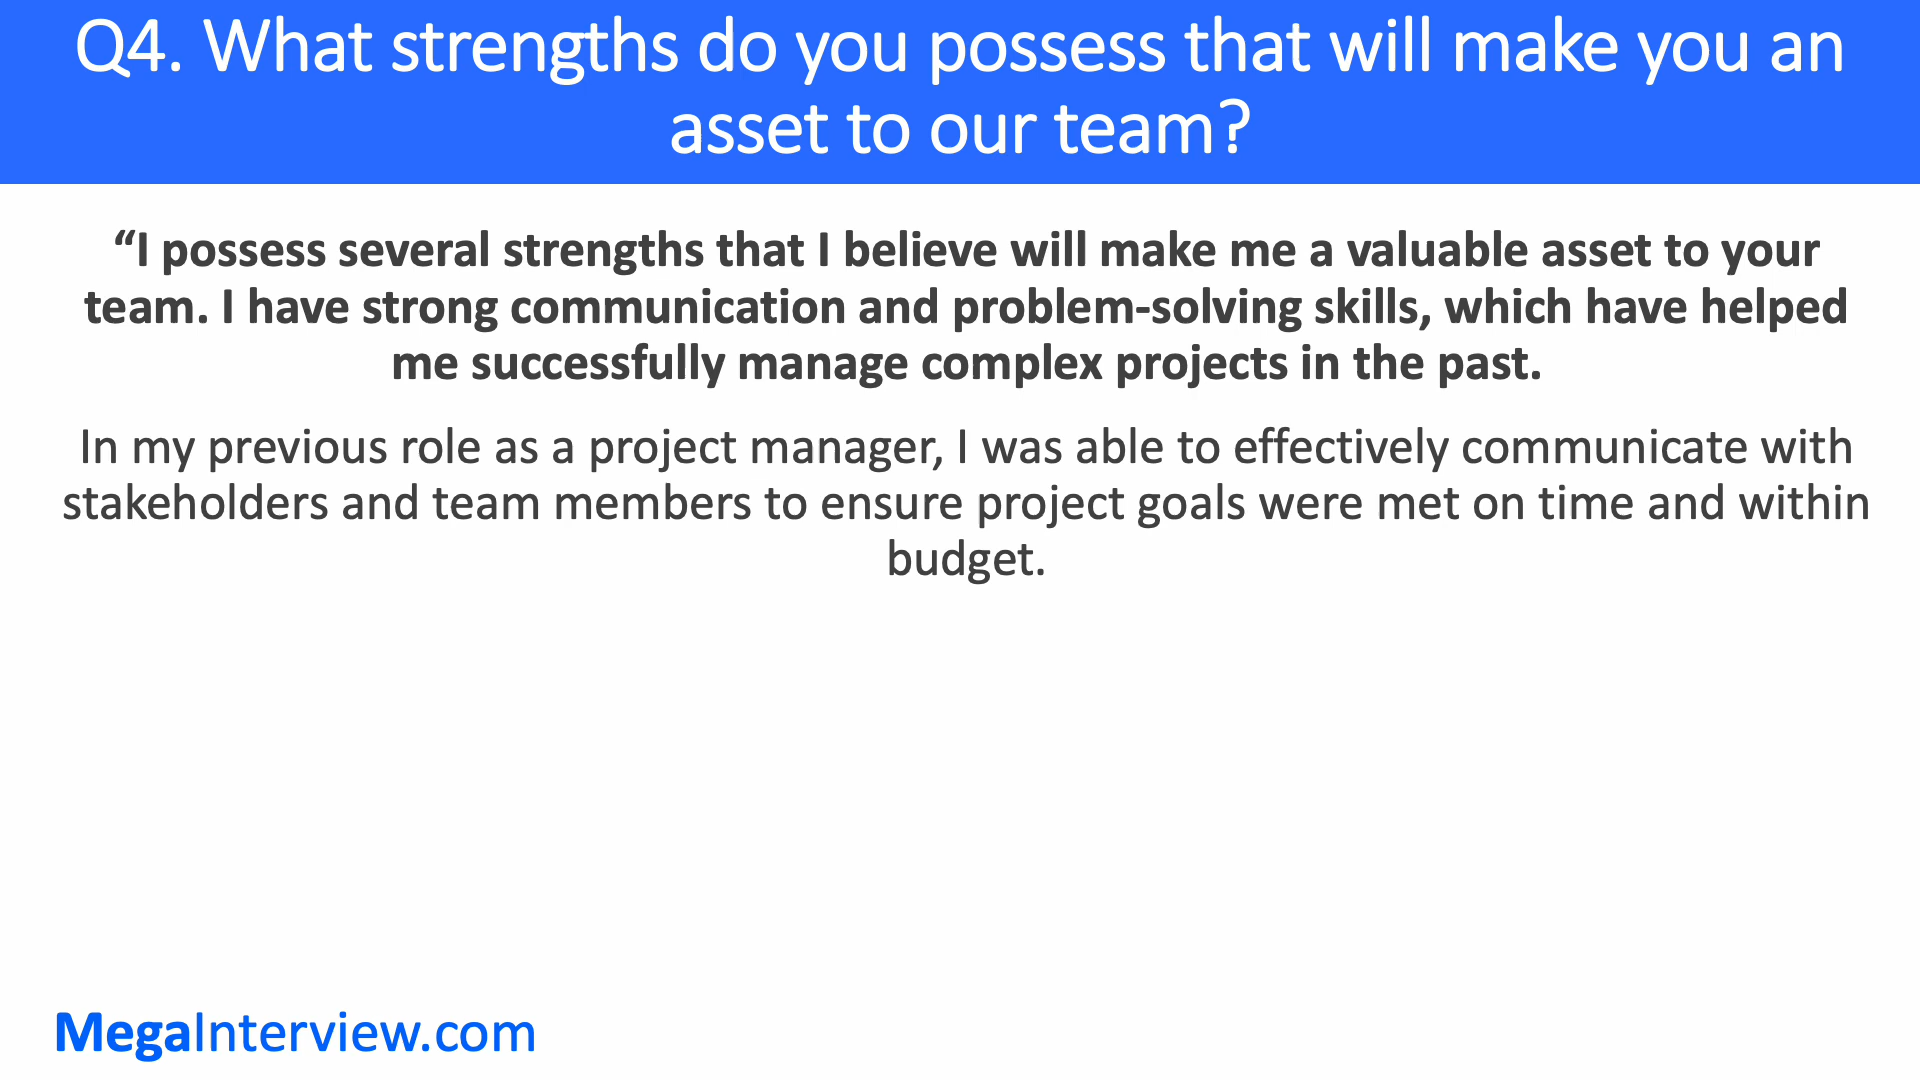 Q4. What strengths do you possess that will make you an
asset to our team?
“I possess several strengths that I believe will make me a valuable asset to your
team. I have strong communication and problem-solving skills, which have helped
me successfully manage complex projects in the past.
In my previous role as a project manager, I was able to effectively communicate with
stakeholders and team members to ensure project goals were met on time and within
budget.
MegaInterview.com